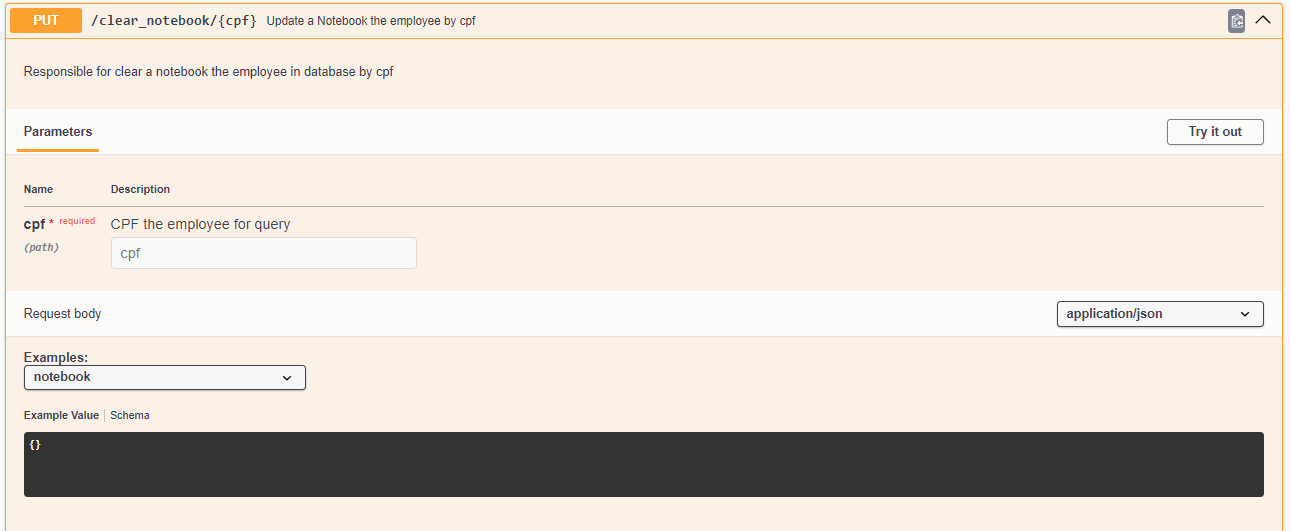 PUT /clear_notebook/{cpf} Update a Notebook the employee by cpf
Responsible for clear a notebook the employee in database by cpf
Parameters Try it out
Name Description
cpf * required CPF the employee for query
(path) cpf
Request body application/json
Examples:
notebook
Example Value Schema
{}